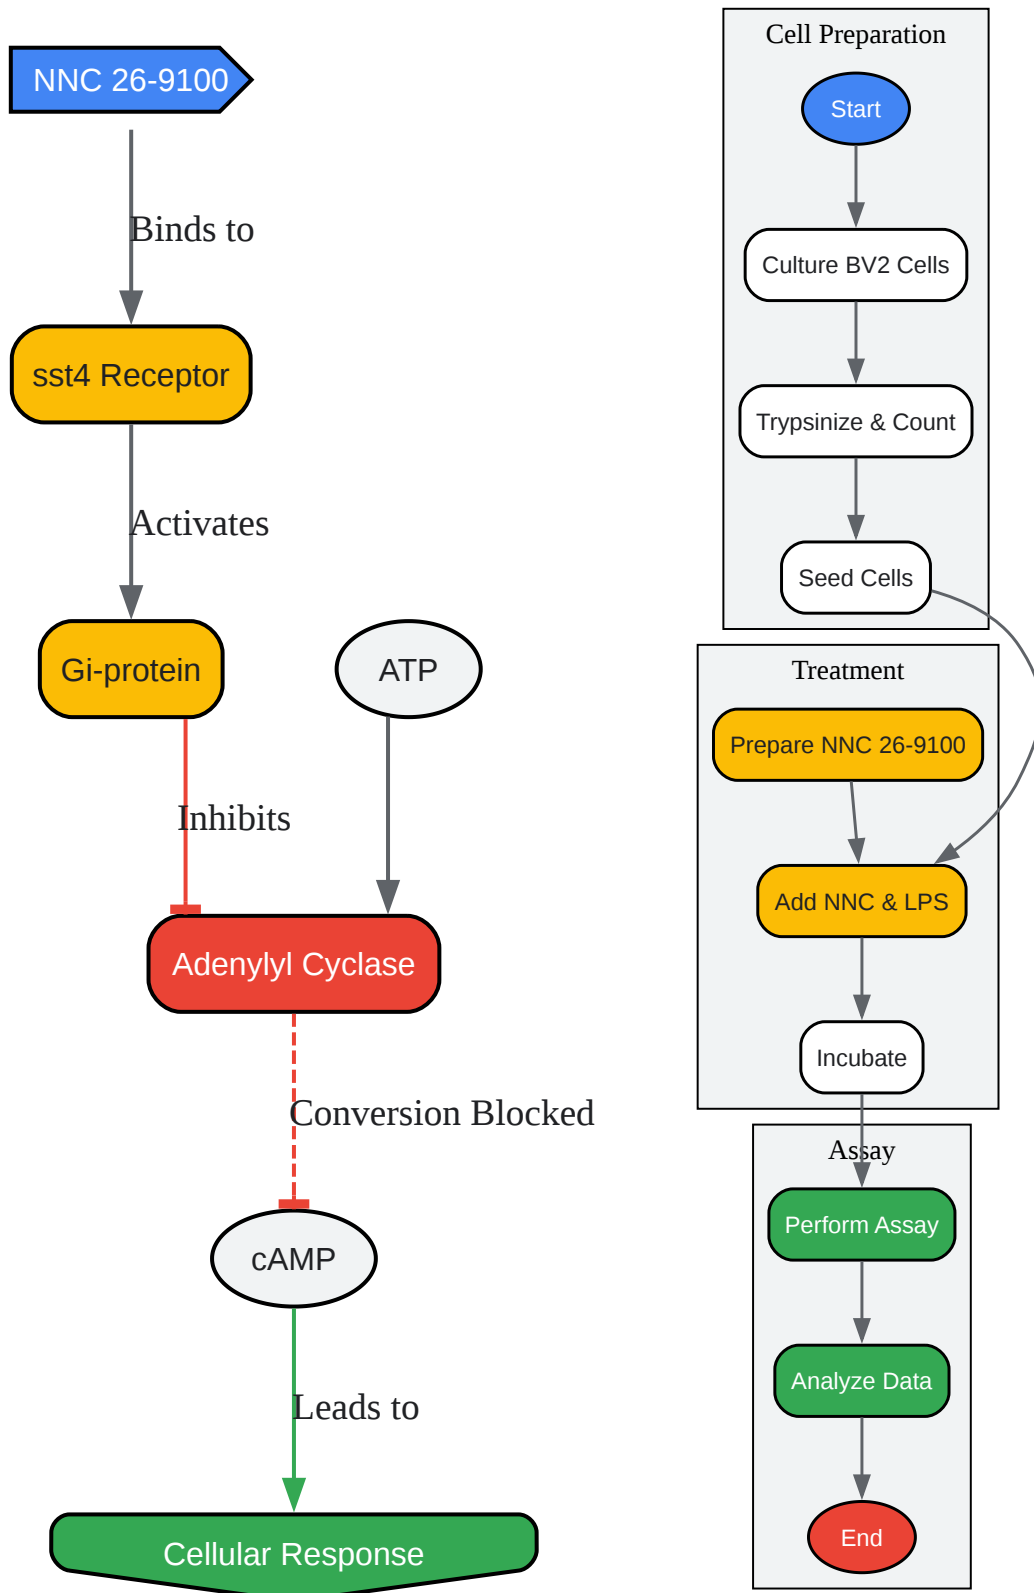 NNC 26-9100
Binds to
sst4 Receptor
Activates
Gi-protein
ATP
Inhibits
Adenylyl Cyclase
Conversion Blocked
cAMP
Leads to
Cellular Response
Cell Preparation
Start
Culture BV2 Cells
Trypsinize & Count
Seed Cells
Treatment
Prepare NNC 26-9100
Add NNC & LPS
Incubate
Assay
Perform Assay
Analyze Data
End